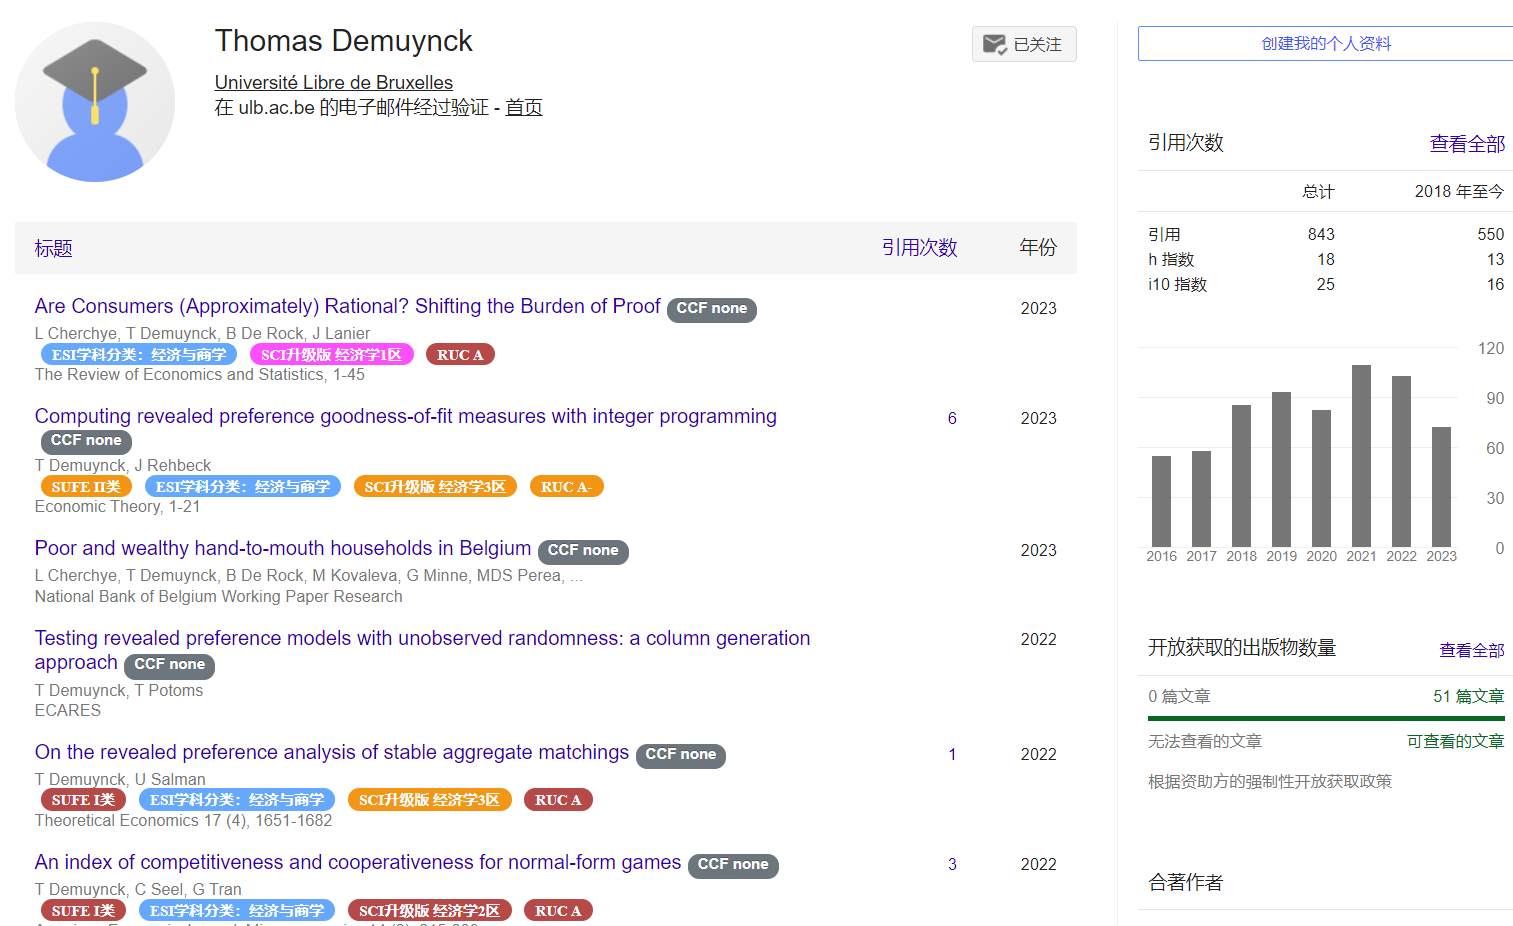 Thomas Demuynck
已关注
Université Libre de Bruxelles
在 ulb.ac.be 的电子邮件经过验证 - 首页
标题 引用次数 年份
Are Consumers (Approximately) Rational? Shifting the Burden of Proof CCF none 2023
L Cherchye, T Demuynck, B De Rock, J Lanier
ESI学科分类：经济与商学 SCI升级版 经济学1区 RUC A
The Review of Economics and Statistics, 1-45
Computing revealed preference goodness-of-fit measures with integer programming 6 2023
CCF none
T Demuynck, J Rehbeck
SUFE II类 ESI学科分类：经济与商学 SCI升级版 经济学3区 RUC A-
Economic Theory, 1-21
Poor and wealthy hand-to-mouth households in Belgium CCF none 2023
L Cherchye, T Demuynck, B De Rock, M Kovaleva, G Minne, MDS Perea, ...
National Bank of Belgium Working Paper Research
Testing revealed preference models with unobserved randomness: a column generation 2022
approach CCF none
T Demuynck, T Potoms
ECARES
On the revealed preference analysis of stable aggregate matchings CCF none 1 2022
T Demuynck, U Salman
SUFE I类 ESI学科分类：经济与商学 SCI升级版 经济学3区 RUC A
Theoretical Economics 17 (4), 1651-1682
An index of competitiveness and cooperativeness for normal-form games CCF none 3 2022
T Demuynck, C Seel, G Tran
SUFE I类 ESI学科分类：经济与商学 SCI升级版 经济学2区 RUC A
创建我的个人资料
引用次数 查看全部
总计 2018 年至今
引用 843 550
h 指数 18 13
i10 指数 25 16
120
90
60
30
0
2016 2017 2018 2019 2020 2021 2022 2023
开放获取的出版物数量 查看全部
0 篇文章 51 篇文章
无法查看的文章 可查看的文章
根据资助方的强制性开放获取政策
合著作者